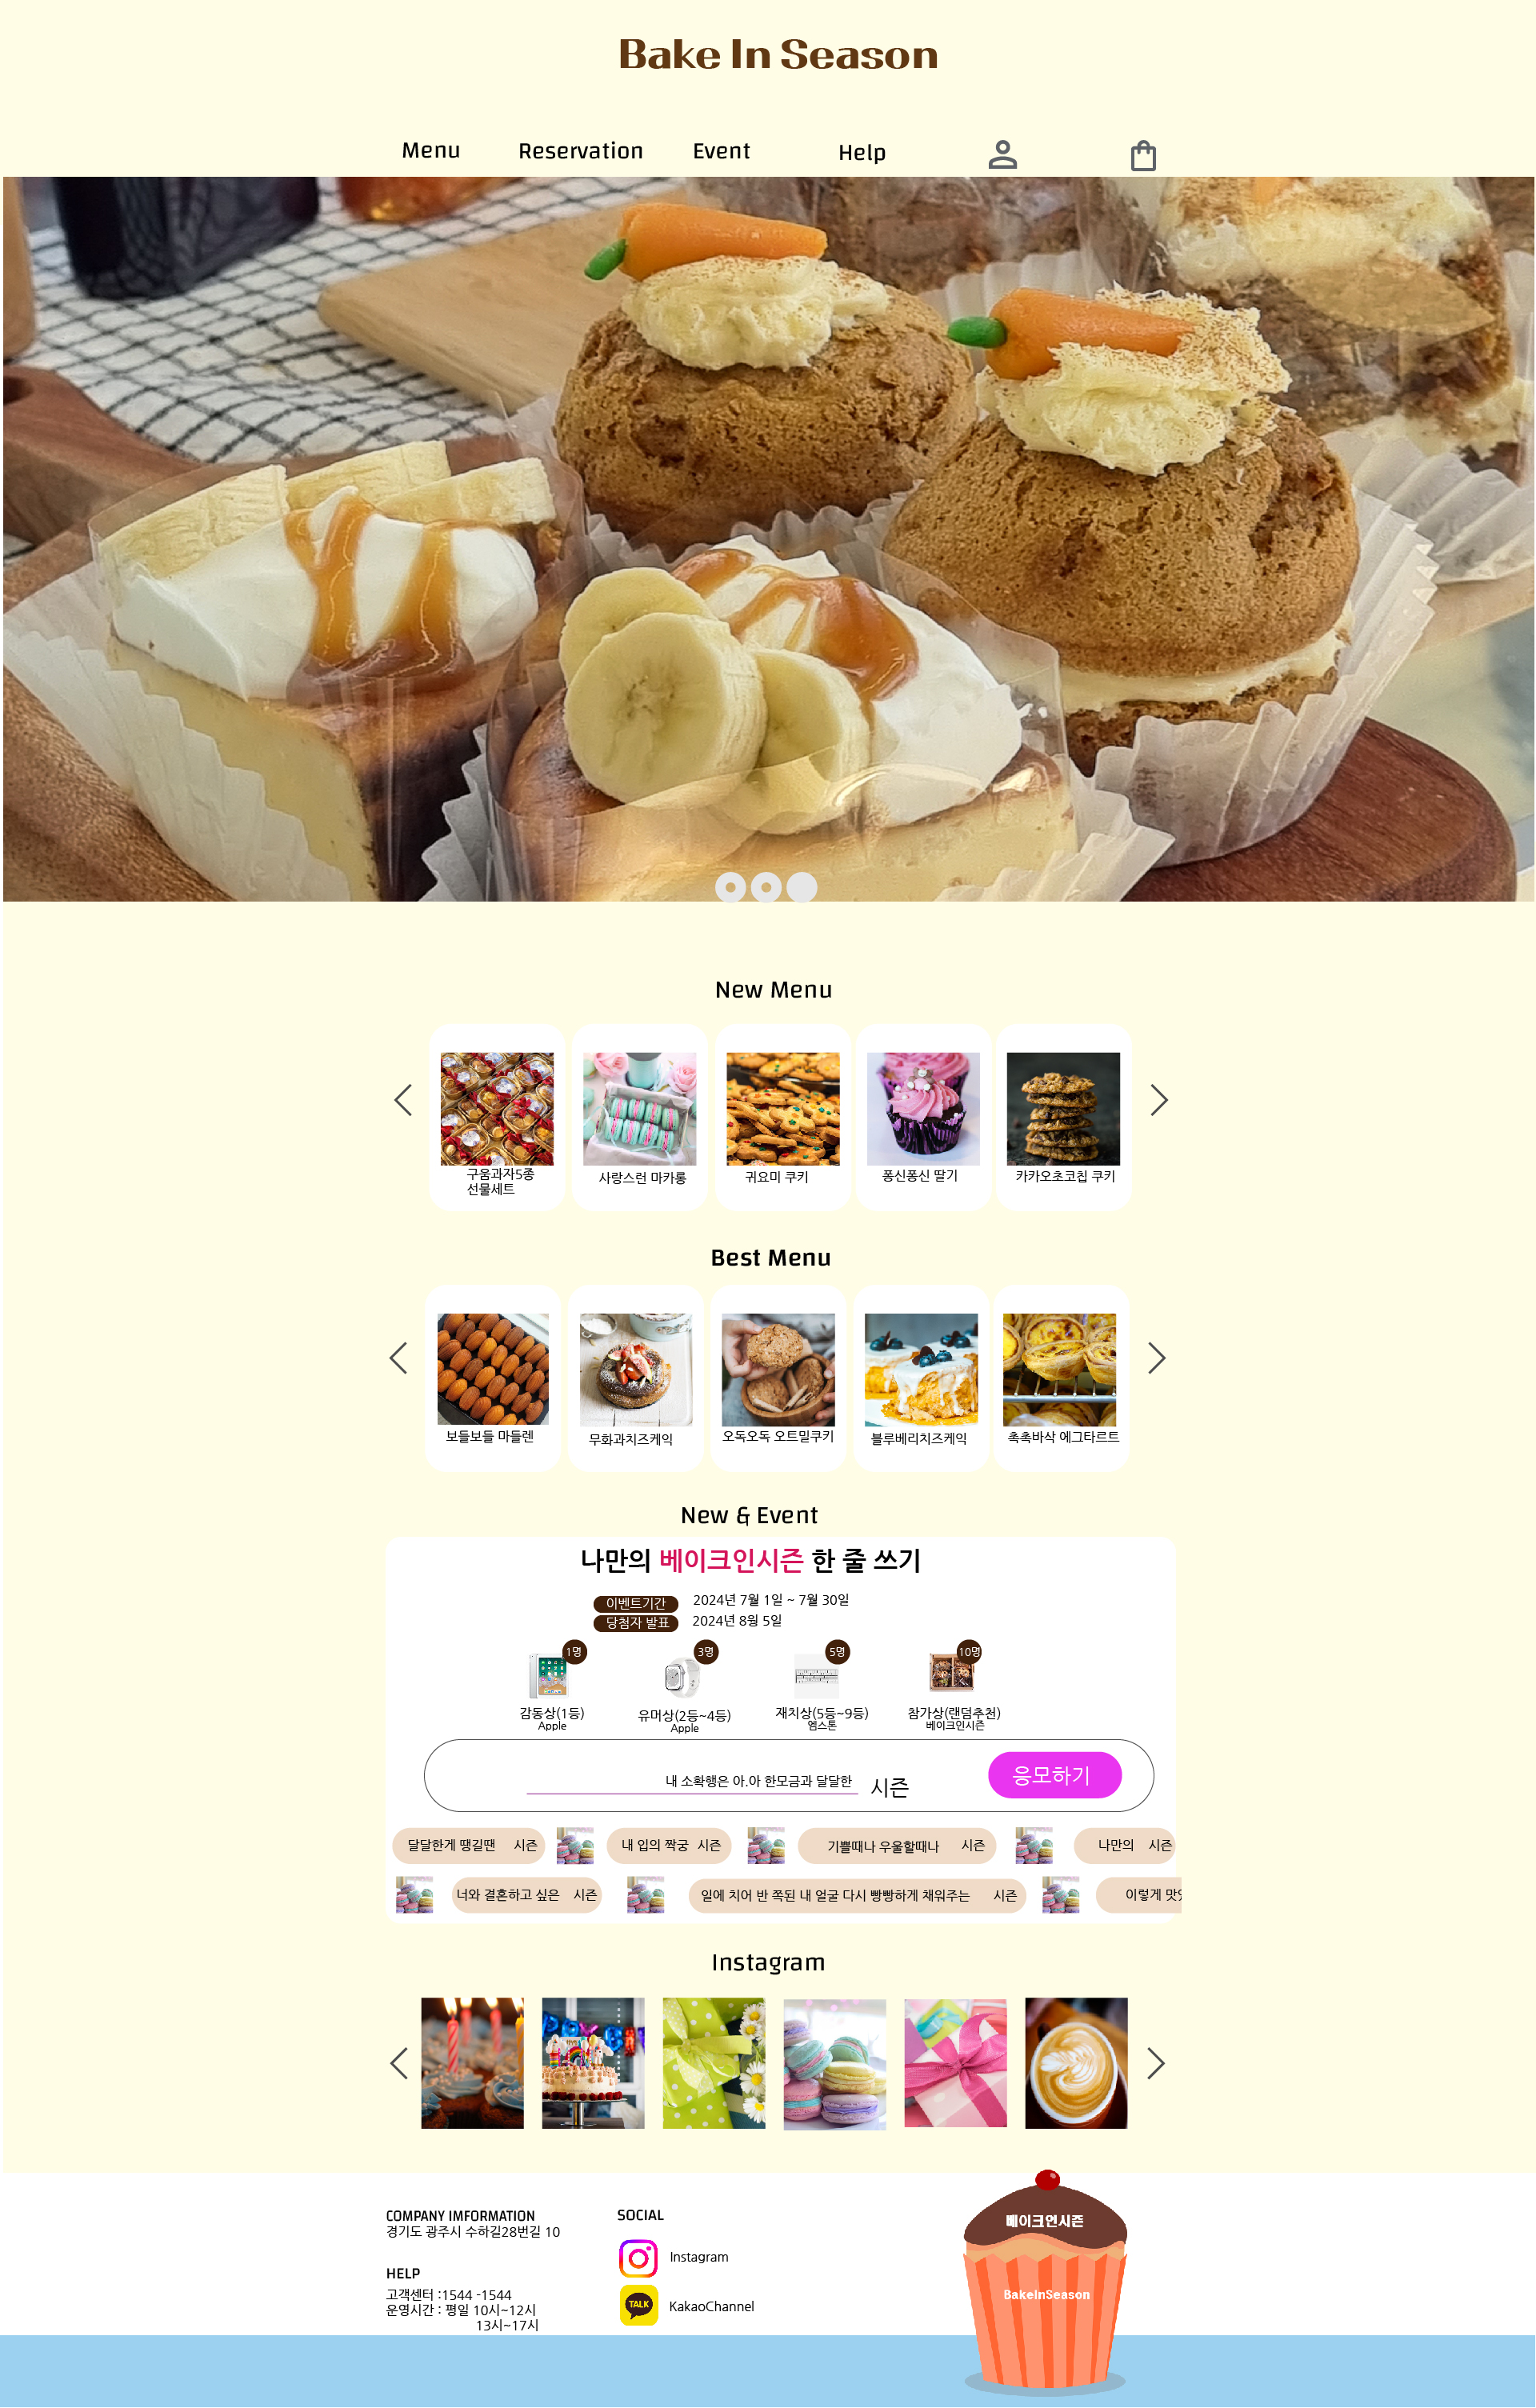 Bake In Season
Menu Reservation Event Help
New Menu
구움과자5종
선물세트
사랑스런 마카롱
귀요미 쿠키
퐁신퐁신 딸기
카카오초코칩 쿠키
Best Menu
보들보들 마들렌
무화과치즈케익
오독오독 오트밀쿠키
블루베리치즈케익
촉촉바삭 에그타르트
New & Event
나만의 베이크인시즌 한 줄 쓰기
이벤트기간 2024년 7월 1일 ~ 7월 30일
당첨자 발표 2024년 8월 5일
1명 3명 5명 10명
감동상(1등)
Apple
유머상(2등~4등)
Apple
재치상(5등~9등)
엠스톤
참가상(랜덤추천)
베이크인시즌
내 소확행은 아.아 한모금과 달달한 시즌 응모하기
달달한게 땡길땐 시즌 내 입의 짝궁 시즌 기쁠때나 우울할때나 시즌 나만의 시즌
너와 결혼하고 싶은 시즌 일에 치어 반 쪽된 내 얼굴 다시 빵빵하게 채워주는 시즌 이렇게
Instagram
COMPANY IMFORMATION
경기도 광주시 수하길28번길 10
HELP
고객센터 :1544 -1544
운영시간 : 평일 10시~12시
13시~17시
SOCIAL
Instagram
TALK
KakaoChannel
베이크언시즌
BakeInSeason